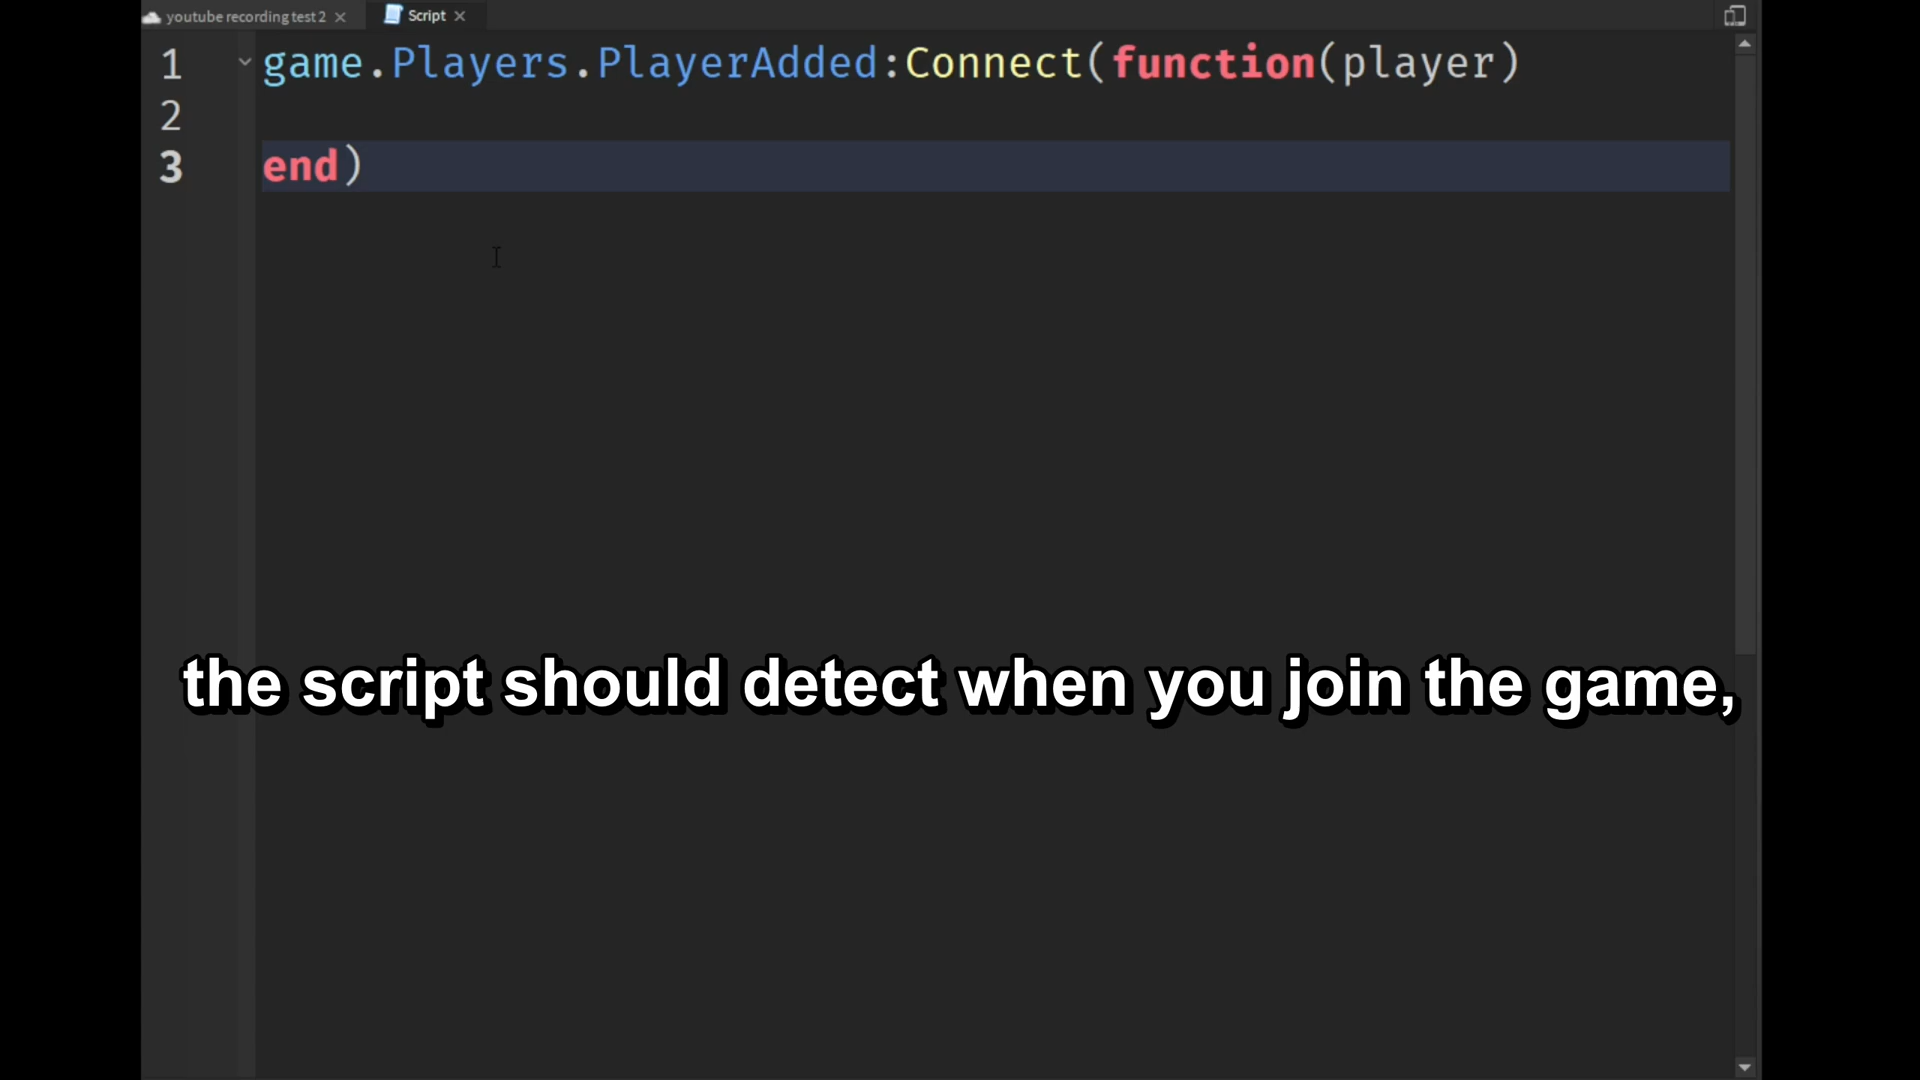 youtube recording test 2
Script
1 game.Players.PlayerAdded:Connect(function(player)
2
3 end)
the script should detect when you join the game,